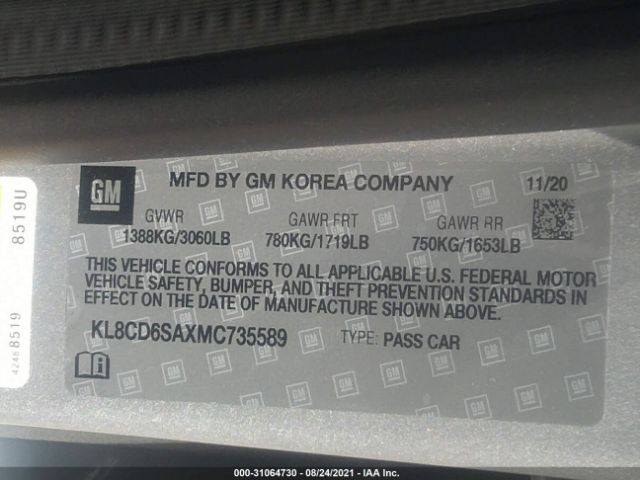 GM
MFD BY GM KOREA COMPANY 11/20
GVWR GAWR FRT GAWR RR
1388KG/3060LB 780KG/1719LB 750KG/1653LB
THIS VEHICLE CONFORMS TO ALL APPLICABLE U.S. FEDERAL MOTOR
VEHICLE SAFETY, BUMPER, AND THEFT PREVENTION STANDARDS IN
EFFECT ON THE DATE OF MANUFACTURE SHOWN ABOVE.
KL8CD6SAXMC735589 TYPE: PASS CAR
8519U
42488519
000-31064730 - 08/24/2021 - IAA Inc.